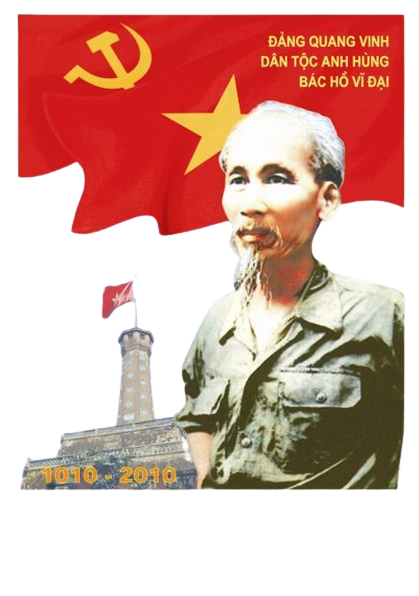 ĐẢNG QUANG VINH
DÂN TỘC ANH HÙNG
BÁC HỒ VĨ ĐẠI
1010 - 2010